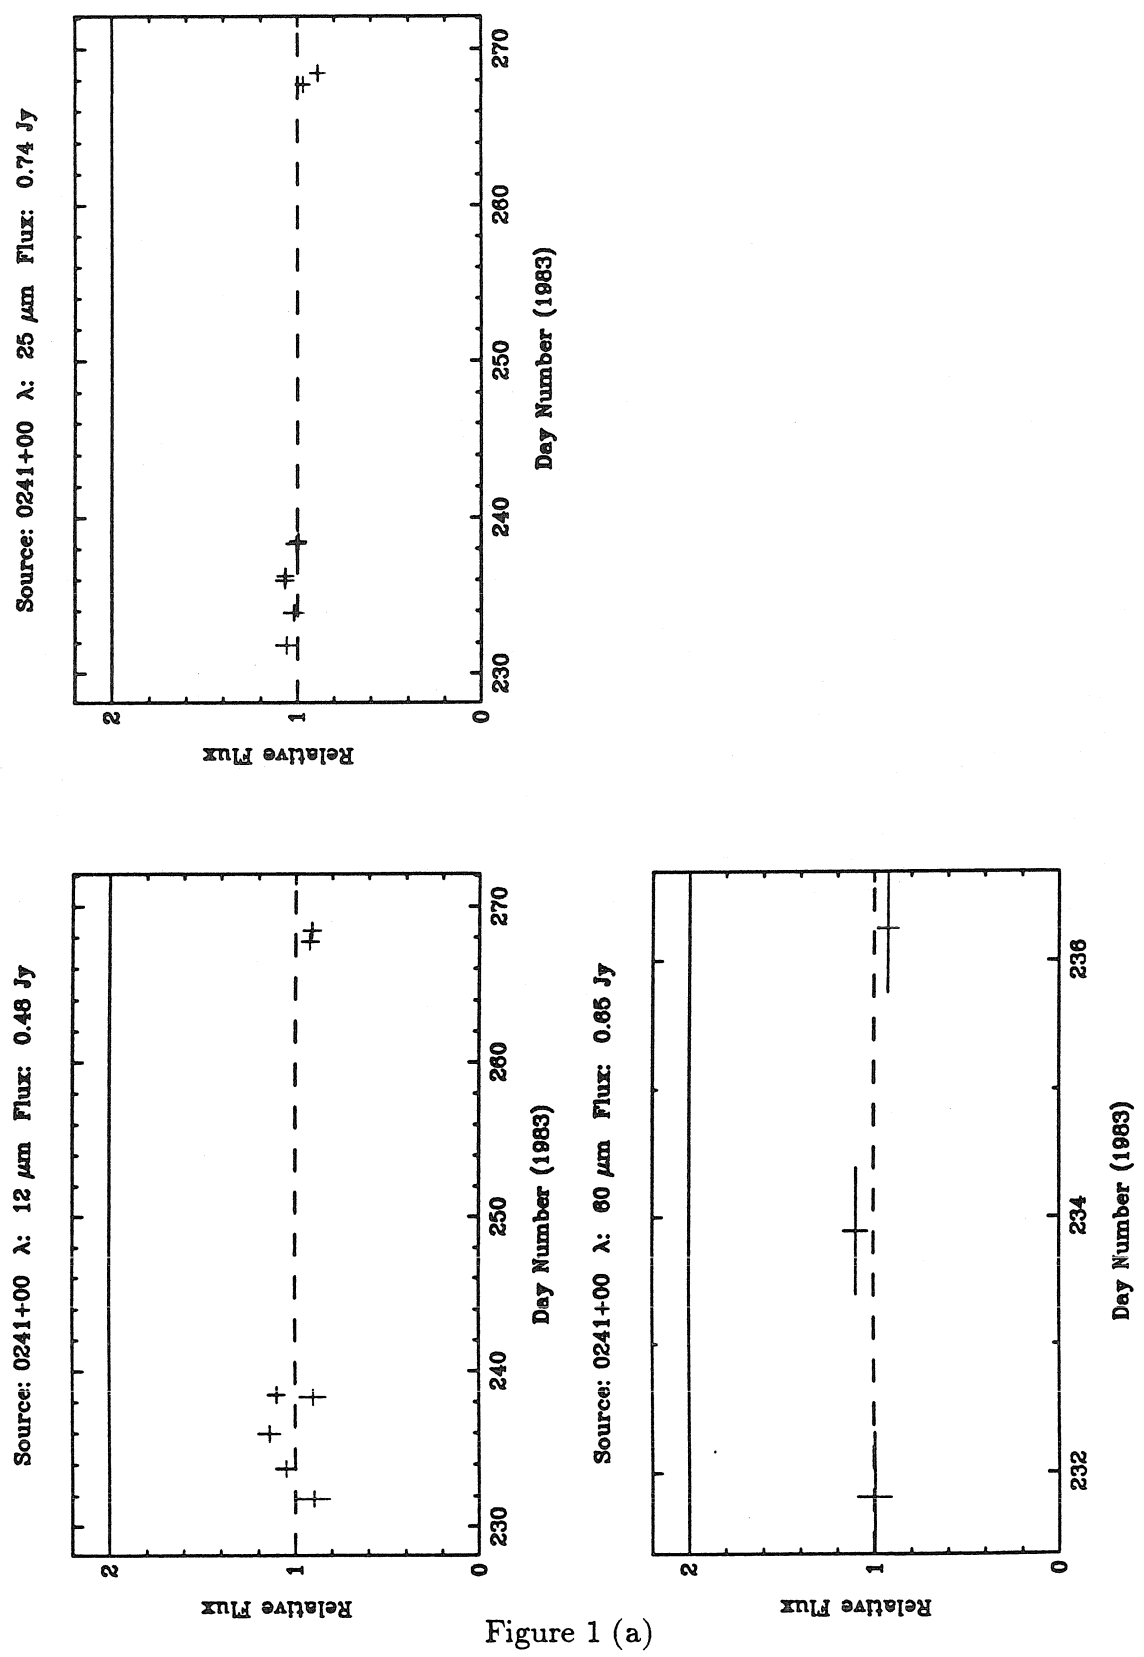 Source: 0241+00 λ: 12 μm Flux: 0.48 Jy
Relative Flux
0
1
2
230
240
250
260
270
Day Number (1983)
Source: 0241+00 λ: 25 μm Flux: 0.74 Jy
Relative Flux
0
1
2
230
240
250
260
270
Day Number (1983)
Source: 0241+00 λ: 60 μm Flux: 0.65 Jy
Relative Flux
0
1
2
232
234
236
Day Number (1983)
Figure 1 (a)